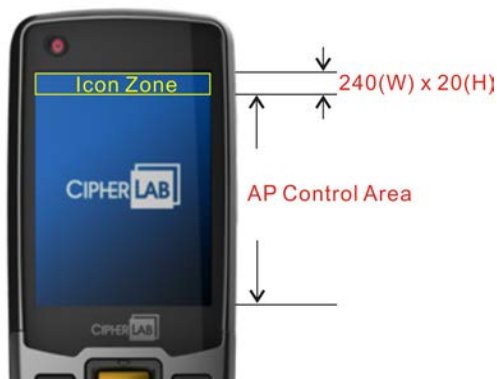 Icon Zone
240(W) x 20(H)
CIPHERLAB
AP Control Area
CIPHERLAB